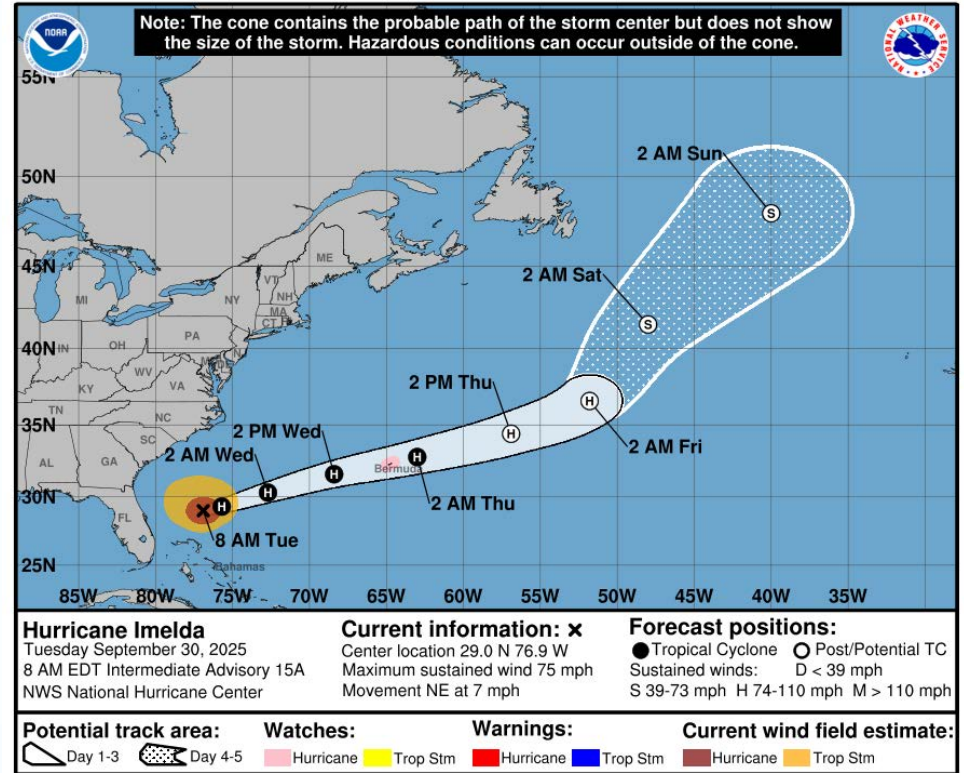 Note: The cone contains the probable path of the storm center but does not show
the size of the storm. Hazardous conditions can occur outside of the cone.
NOAA
NATIONAL WEATHER SERVICE
55N
2 AM Sun
50N
S
ME
45N
VT
NH
2 AM Sat
MI
NY
MA
CT
S
PA
40N
IN
OH
WV
2 PM Thu
KY
VA
H
TN
NC
H
35N
2 PM Wed
SC
2 AM Fri
AL
GA
2 AM Wed
H
H
Bermuda
30N
H
H
2 AM Thu
FL
8 AM Tue
25N
Bahamas
85W 80W 75W 70W 65W 60W 55W 50W 45W 40W 35W
Hurricane Imelda
Tuesday September 30, 2025
8 AM EDT Intermediate Advisory 15A
NWS National Hurricane Center
Current information: x
Center location 29.0 N 76.9 W
Maximum sustained wind 75 mph
Movement NE at 7 mph
Forecast positions:
Tropical Cyclone Post/Potential TC
Sustained winds: D < 39 mph
S 39-73 mph H 74-110 mph M > 110 mph
Potential track area:
Day 1-3 Day 4-5
Watches:
Hurricane Trop Stm
Warnings:
Hurricane Trop Stm
Current wind field estimate:
Hurricane Trop Stm